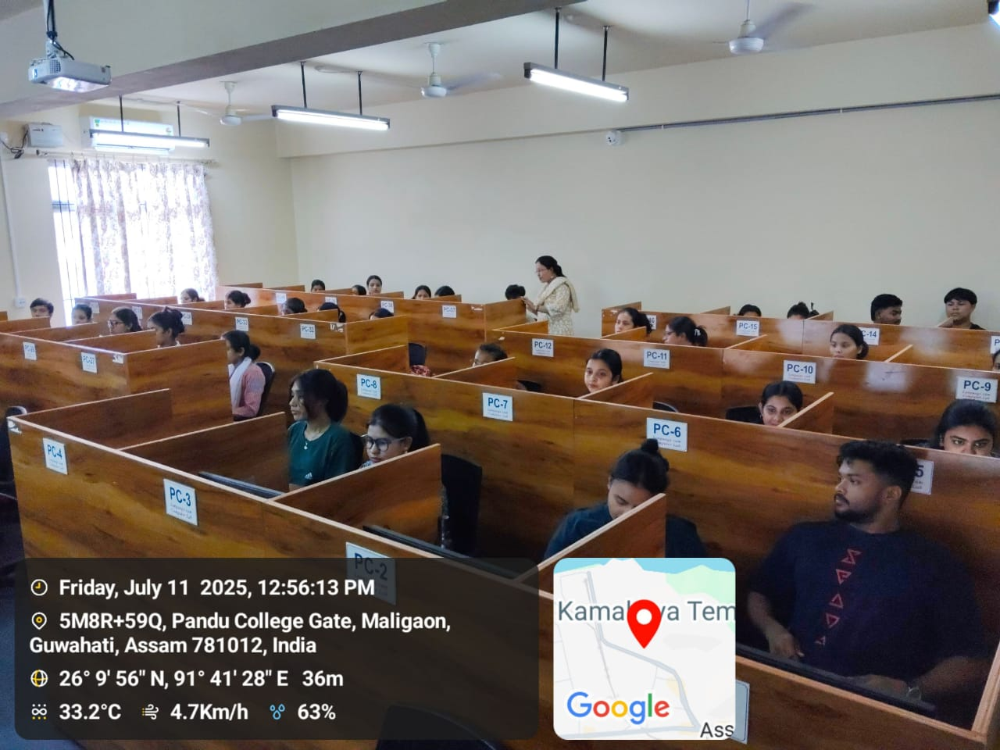 PC-15
PC-14
PC-12
PC-11
PC-10
PC-9
PC-8
PC-7
PC-6
PC-4
PC-3
PC-2
Friday, July 11 2025, 12:56:13 PM
5M8R+59Q, Pandu College Gate, Maligaon,
Guwahati, Assam 781012, India
26° 9' 56" N, 91° 41' 28" E 36m
33.2°C 4.7Km/h 63%
Tem
Google
Ass